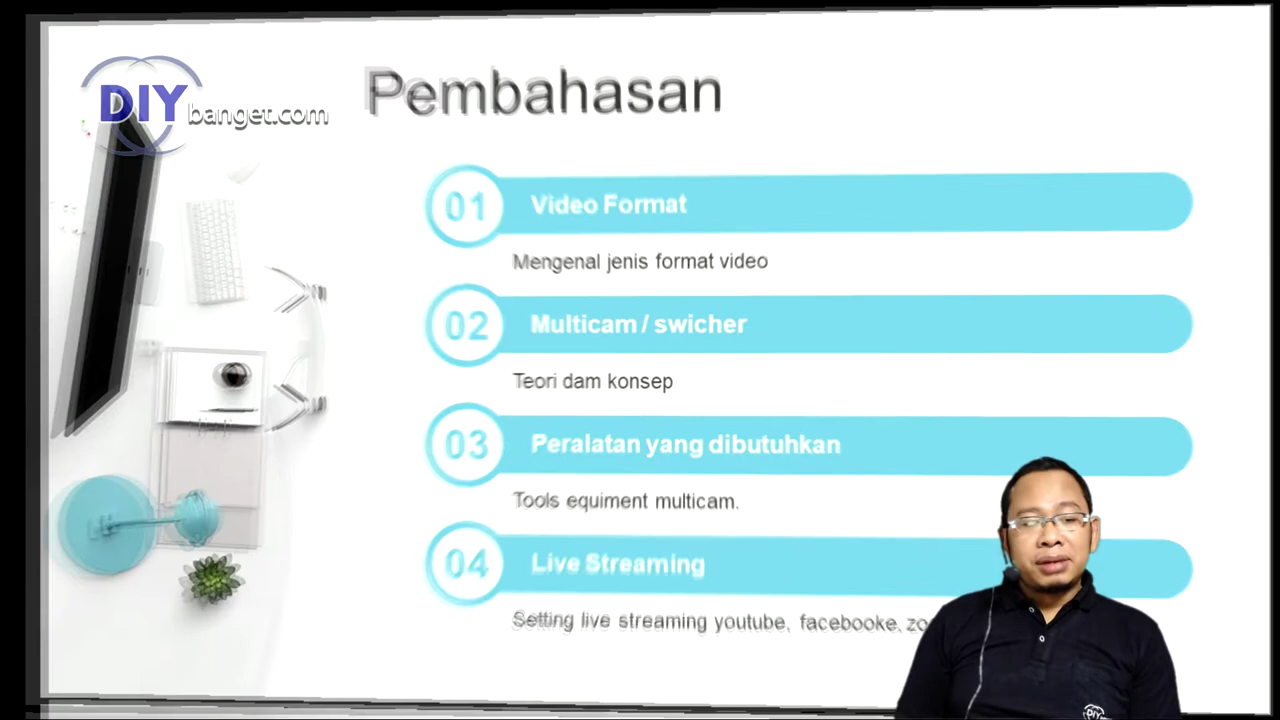 DIYbanget.com
Pembahasan
01 Video Format
Mengenal jenis format video
02 Multicam / swicher
Teori dam konsep
03 Peralatan yang dibutuhkan
Tools equiment multicam.
04 Live Streaming
Setting live streaming youtube, facebooke,
DIY